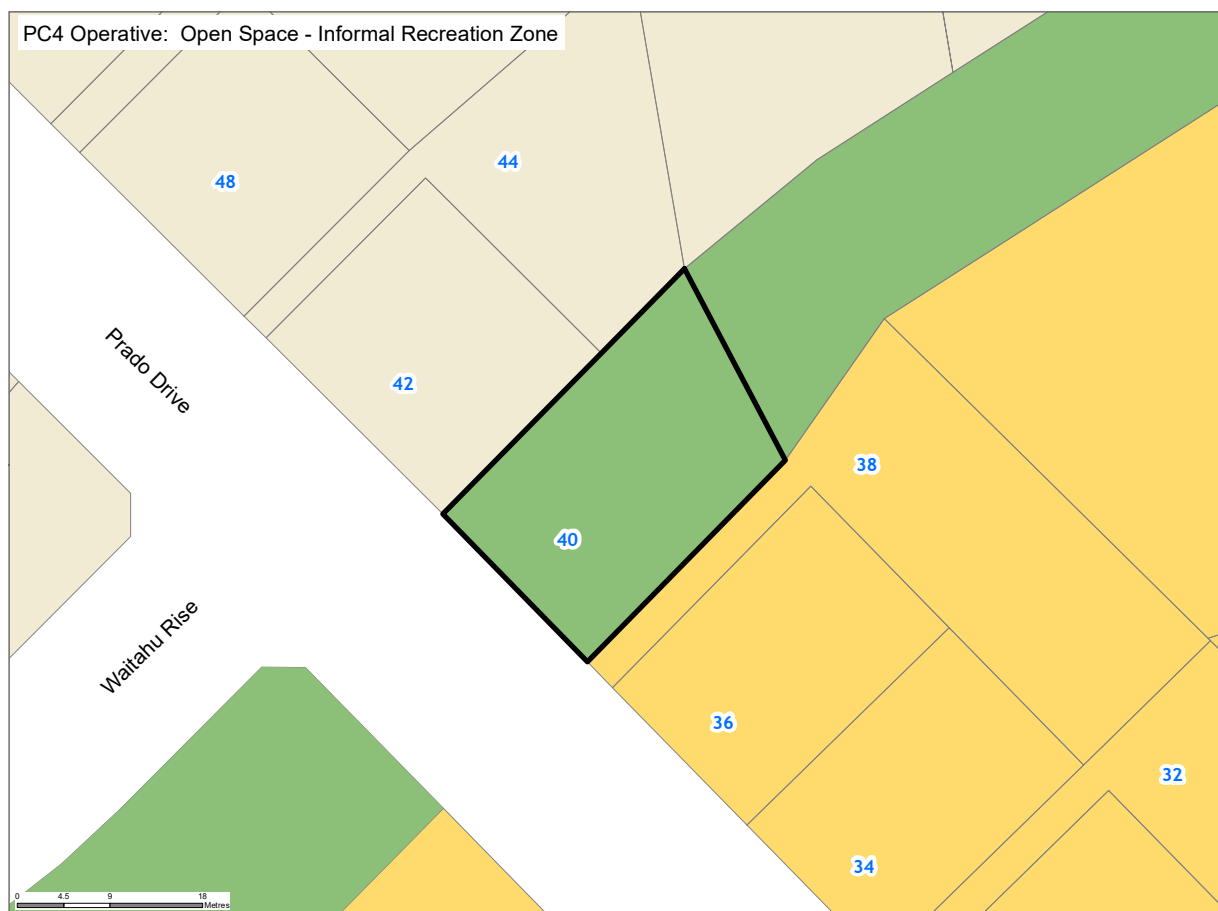 PC4 Operative:  Open Space - Informal Recreation Zone
44
48
Prado Drive
42
38
40
Waitahu Rise
36
32
34
0 4.5 9 18
Metres